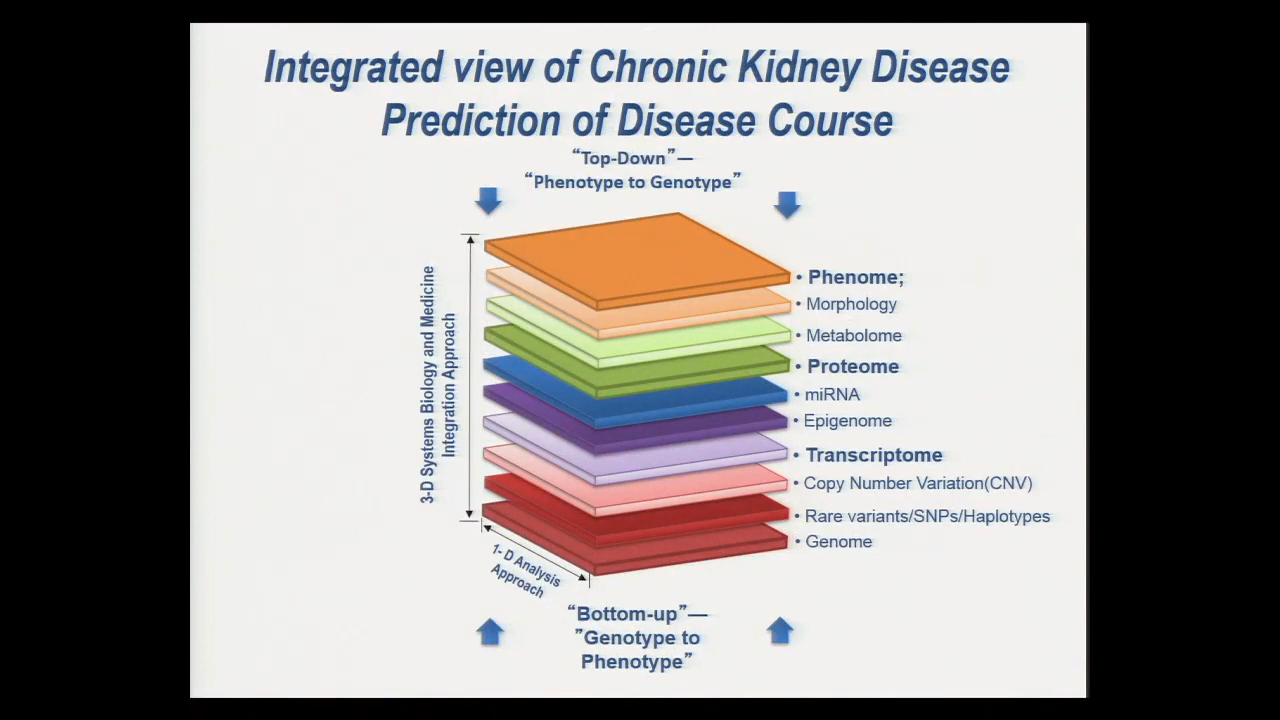 Integrated view of Chronic Kidney Disease
Prediction of Disease Course
“Top-Down”—
“Phenotype to Genotype”
3-D Systems Biology and Medicine
Integration Approach
• Phenome;
• Morphology
• Metabolome
• Proteome
• miRNA
• Epigenome
• Transcriptome
• Copy Number Variation(CNV)
• Rare variants/SNPs/Haplotypes
• Genome
1- D Analysis
Approach
“Bottom-up”—
”Genotype to
Phenotype”